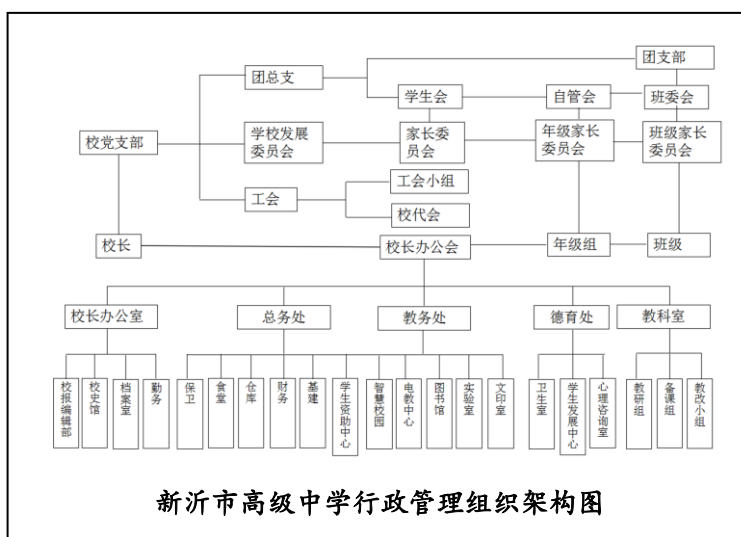 团支部
团总支
学生会
自管会
班委会
校党支部
学校发展
委员会
家长委
员会
年级家长
委员会
班级家长
委员会
工会
工会小组
校代会
校长
校长办公会
年级组
班级
校长办公室
总务处
教务处
德育处
教科室
校报编辑部
校史馆
档案室
勤务
保卫
食堂
仓库
财务
基建
学生资助中心
智慧校园
电教中心
图书馆
实验室
文印室
卫生室
学生发展中心
心理咨询室
教研组
备课组
教改小组
新沂市高级中学行政管理组织架构图